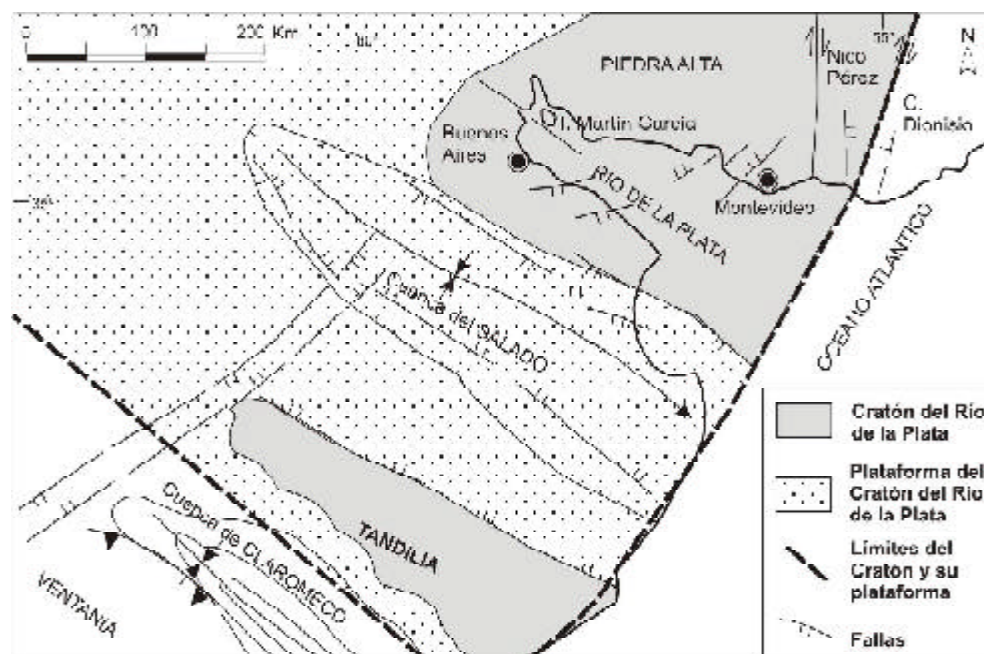 0 100 200 Km
60°
55°
N
PIEDRA ALTA
Nico
Pérez
C.
Dionisio
I. Martín García
Buenos
Aires
RIO DE LA PLATA
Montevideo
OCEANO ATLANTICO
Cuenca del SALADO
TANDILIA
Cuenca de CLAROMECO
VENTANIA
Cratón del Río
de la Plata
Plataforma del
Cratón del Río
de la Plata
Límites del
Cratón y su
plataforma
Fallas